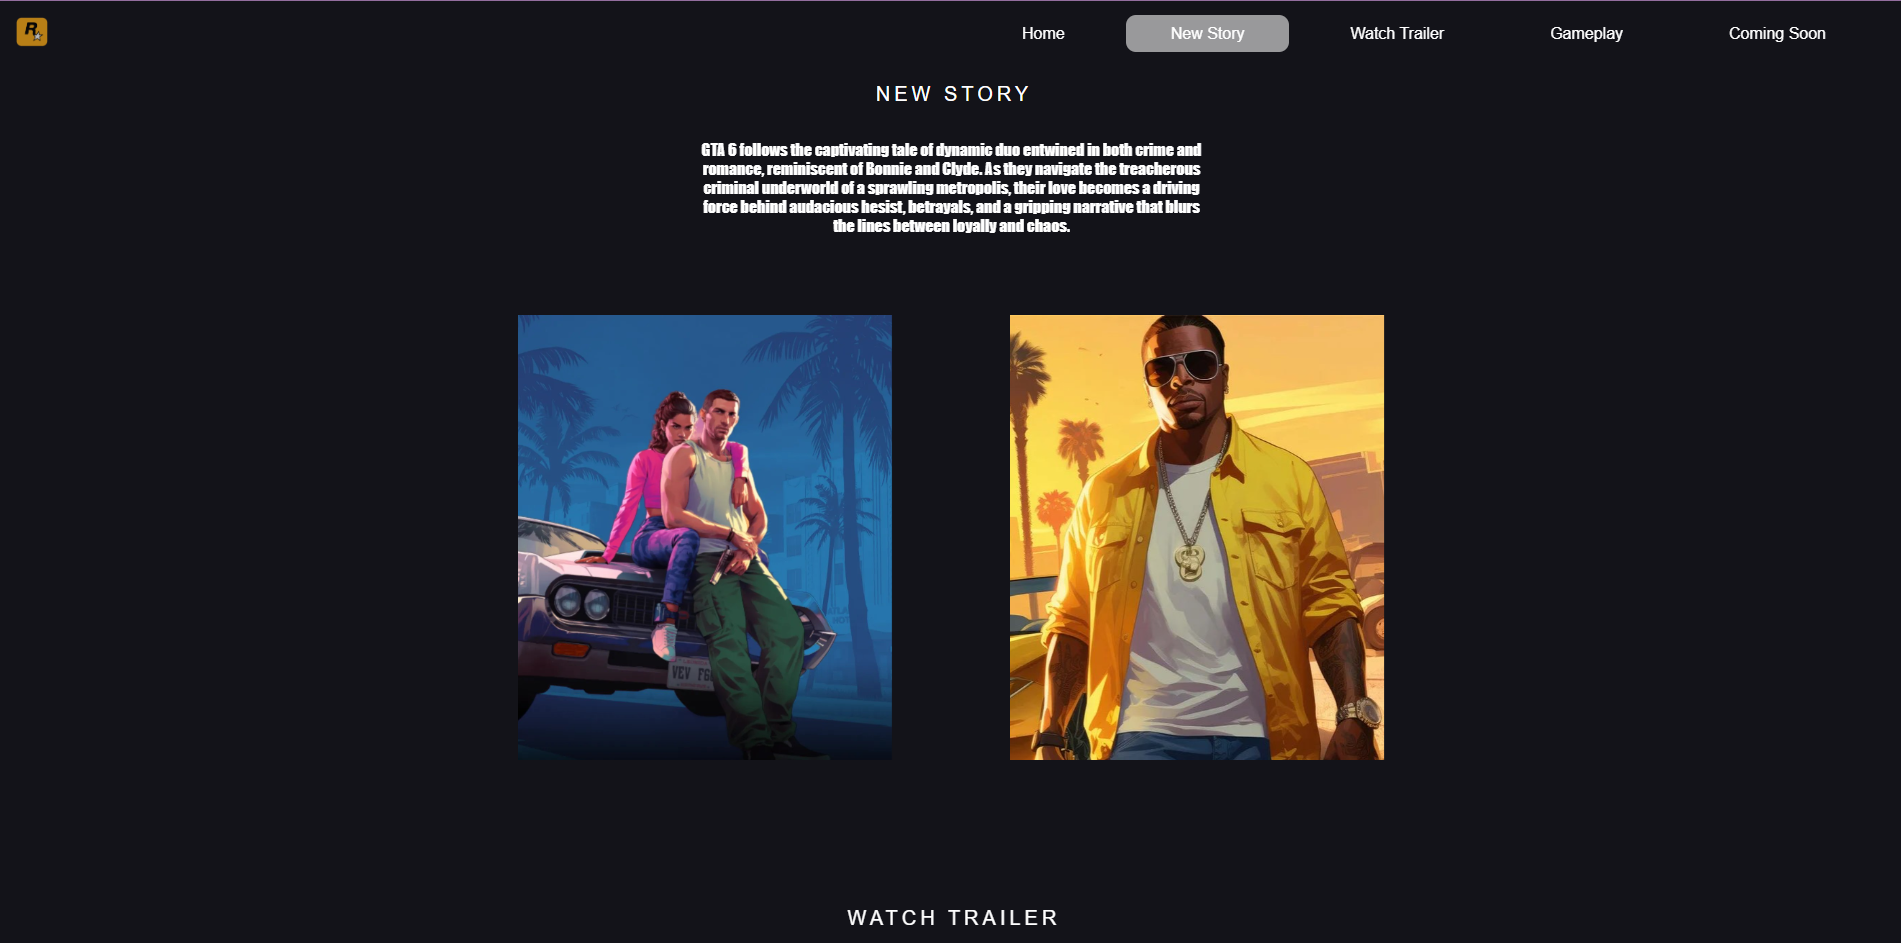 R
Home
New Story
Watch Trailer
Gameplay
Coming Soon
NEW STORY
GTA 6 follows the captivating tale of dynamic duo entwined in both crime and
romance, reminiscent of Bonnie and Clyde. As they navigate the treacherous
criminal underworld of a sprawling metropolis, their love becomes a driving
force behind audacious hesist, betrayals, and a gripping narrative that blurs
the lines between loyally and chaos.
VEV F6
WATCH TRAILER